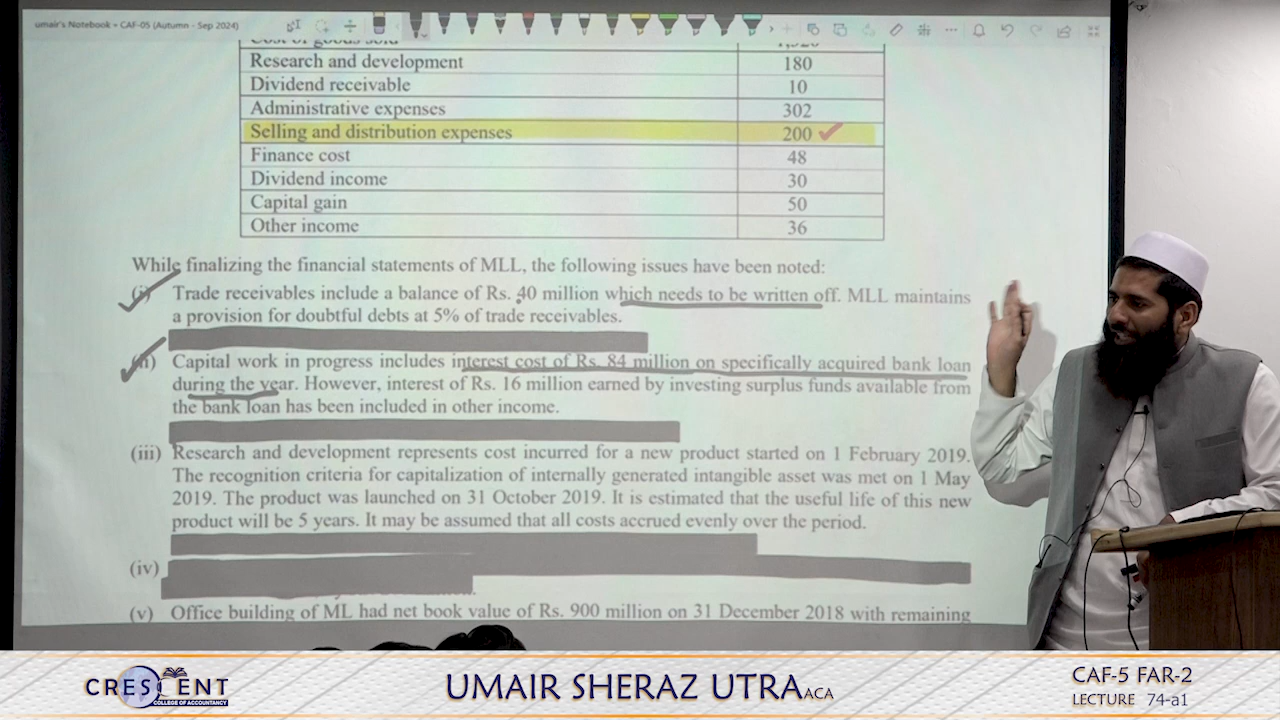 umair's Notebook » CAF-05 (Autumn - Sep 2024)
Cost of goods sold
Research and development 180
Dividend receivable 10
Administrative expenses 302
Selling and distribution expenses 200
Finance cost 48
Dividend income 30
Capital gain 50
Other income 36
While finalizing the financial statements of MLL, the following issues have been noted:
(i) Trade receivables include a balance of Rs. 40 million which needs to be written off. MLL maintains
a provision for doubtful debts at 5% of trade receivables.
(ii) Capital work in progress includes interest cost of Rs. 84 million on specifically acquired bank loan
during the year. However, interest of Rs. 16 million earned by investing surplus funds available from
the bank loan has been included in other income.
(iii) Research and development represents cost incurred for a new product started on 1 February 2019.
The recognition criteria for capitalization of internally generated intangible asset was met on 1 May
2019. The product was launched on 31 October 2019. It is estimated that the useful life of this new
product will be 5 years. It may be assumed that all costs accrued evenly over the period.
(iv)
(v) Office building of ML had net book value of Rs. 900 million on 31 December 2018 with remaining
CRESCENT
COLLEGE OF ACCOUNTANCY
UMAIR SHERAZ UTRA ACA
CAF-5 FAR-2
LECTURE 74-a1